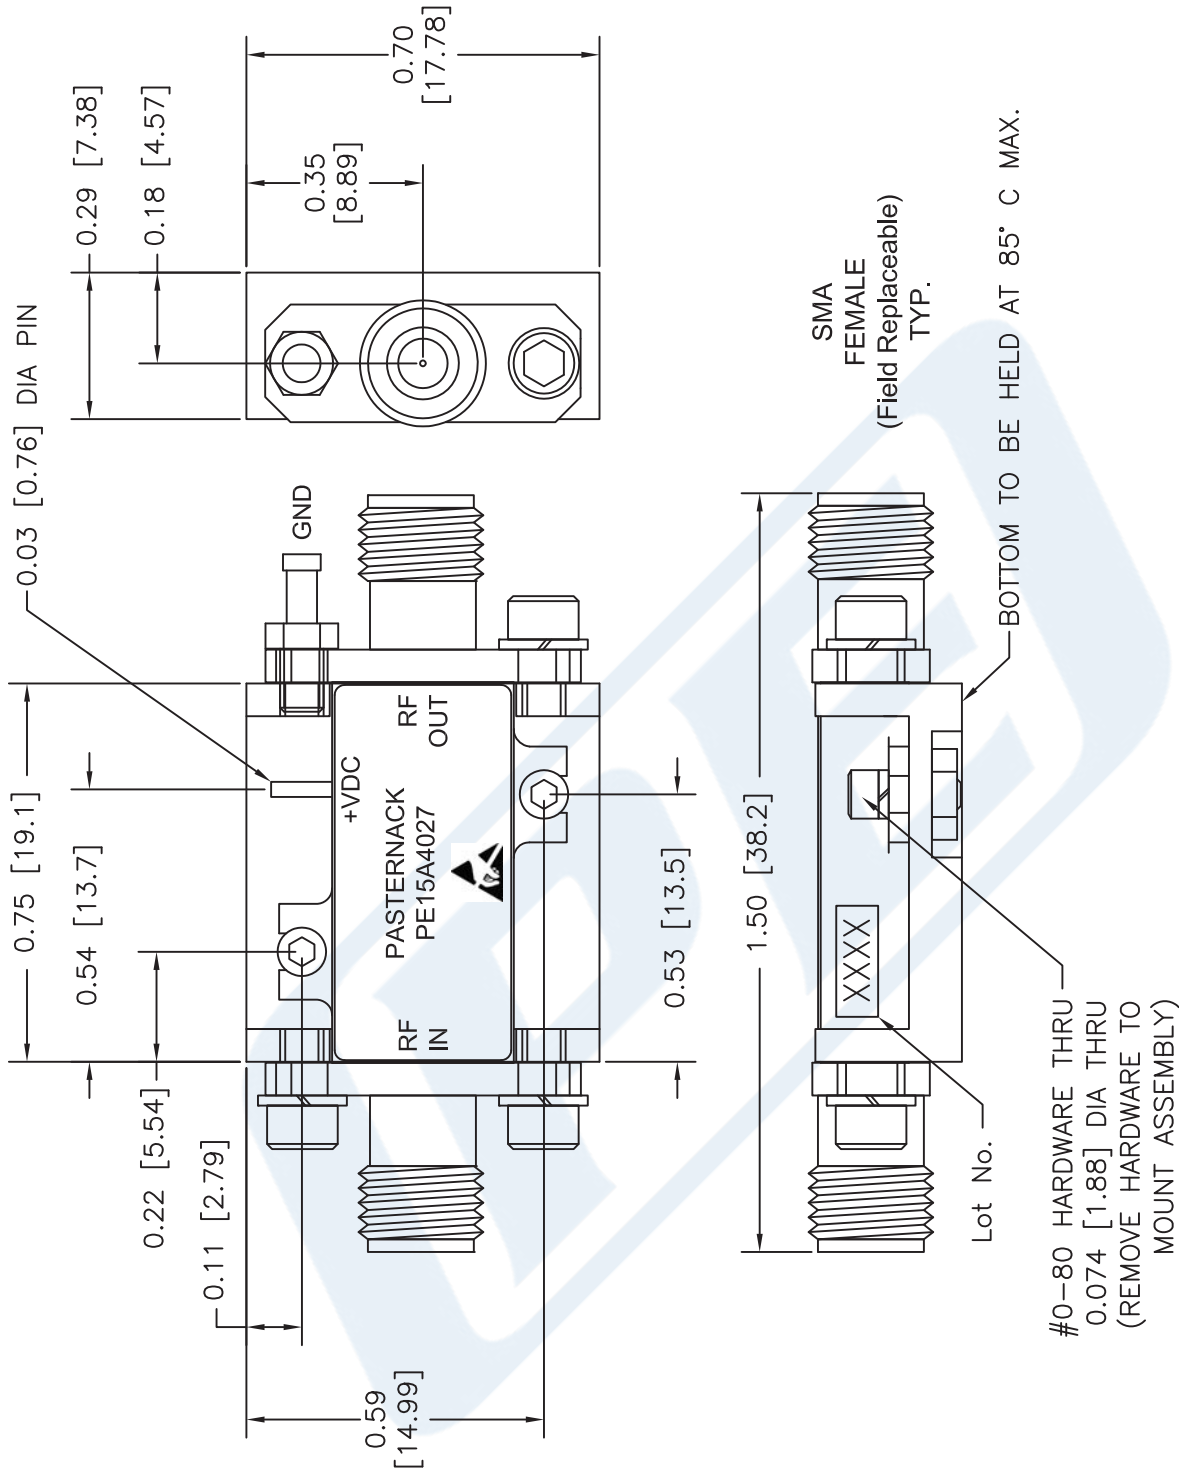 0.75 [19.1]
0.54 [13.7]
0.22 [5.54]
0.11 [2.79]
0.59
[14.99]
0.03 [0.76] DIA PIN
GND
+VDC
RF
IN
PASTERNACK
PE15A4027
RF
OUT
0.53 [13.5]
0.29 [7.38]
0.18 [4.57]
0.35
[8.89]
0.70
[17.78]
1.50 [38.2]
SMA
FEMALE
(Field Replaceable)
TYP.
XXXX
Lot No.
BOTTOM TO BE HELD AT 85° C MAX.
#0-80 HARDWARE THRU
0.074 [1.88] DIA THRU
(REMOVE HARDWARE TO
MOUNT ASSEMBLY)